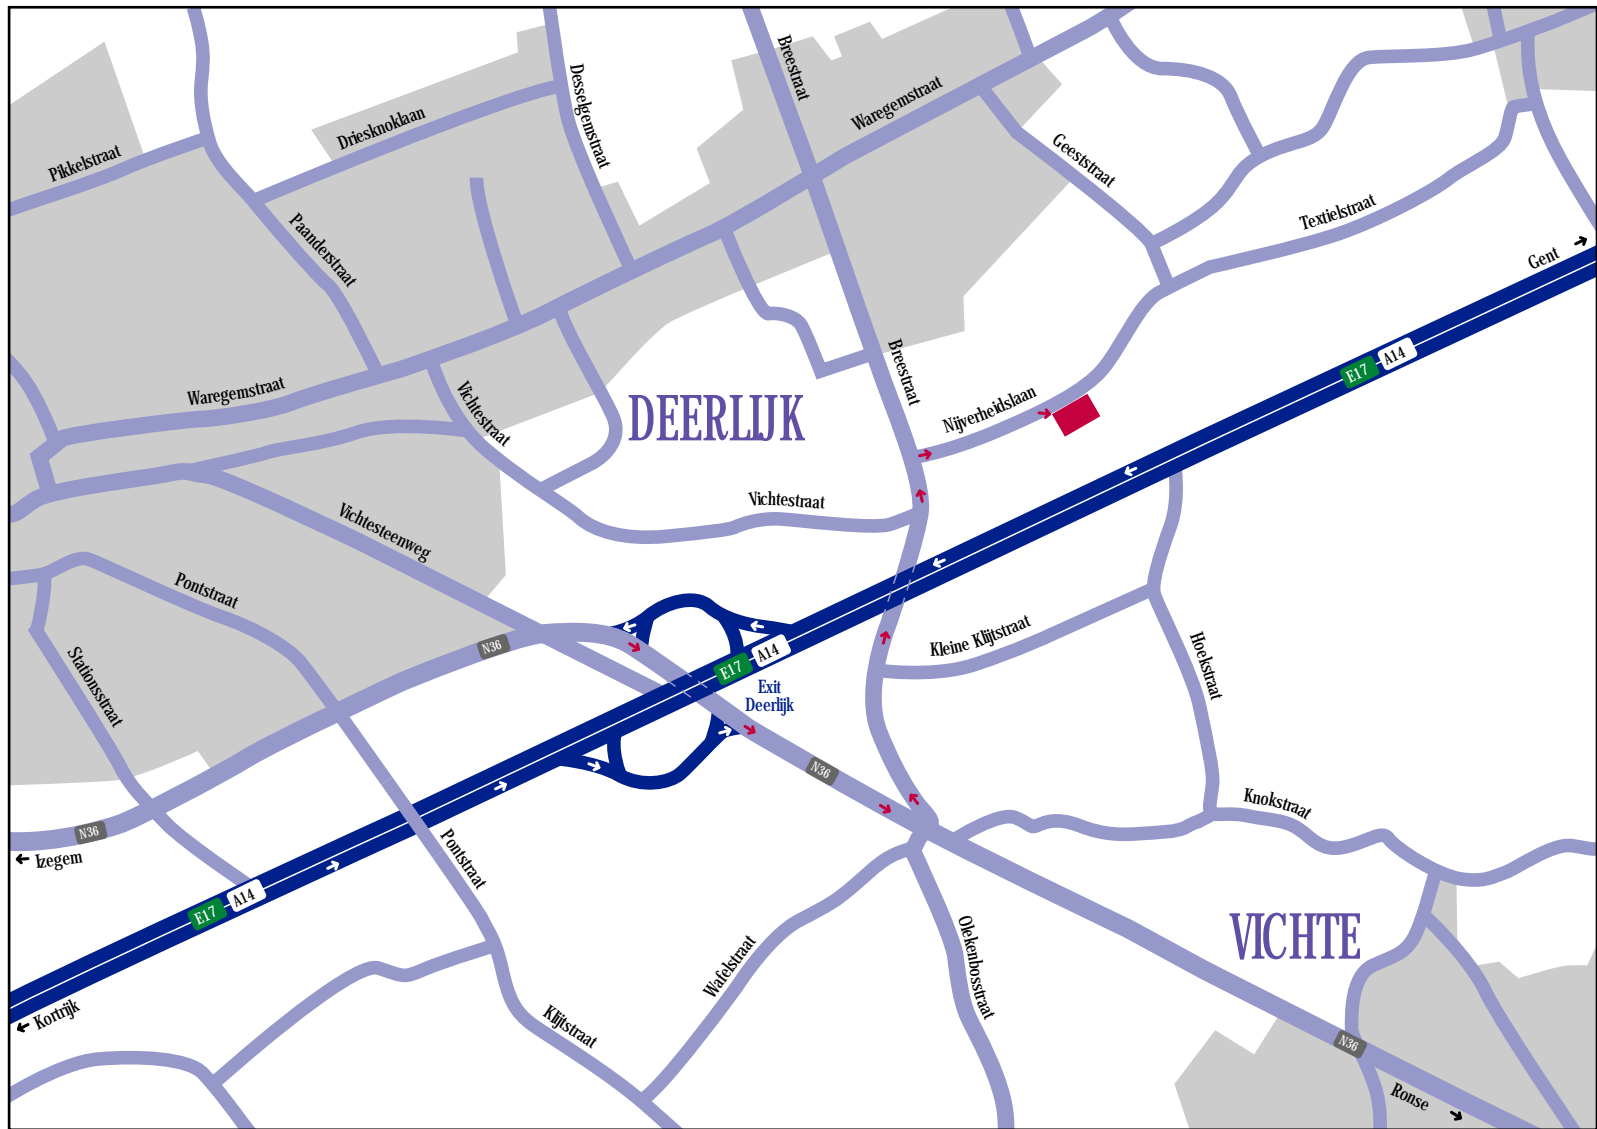 Breestraat
Desselgemstraat
Waregemstraat
Driesknoklaan
Pikkelstraat
Geeststraat
Textielstraat
Paanderstraat
Gent
E17
A14
Waregemstraat
Breestraat
Vichtestraat
DEERLIJK
Nijverheidslaan
Vichtestraat
Vichtesteenweg
Pontstraat
Kleine Klijtstraat
Hoekstraat
N36
Stationsstraat
E17
A14
Exit
Deerlijk
N36
Knokstraat
N36
Izegem
Pontstraat
E17
A14
VICHTE
Wafelstraat
Olekenbosstraat
Kortrijk
Klijtstraat
N36
Ronse